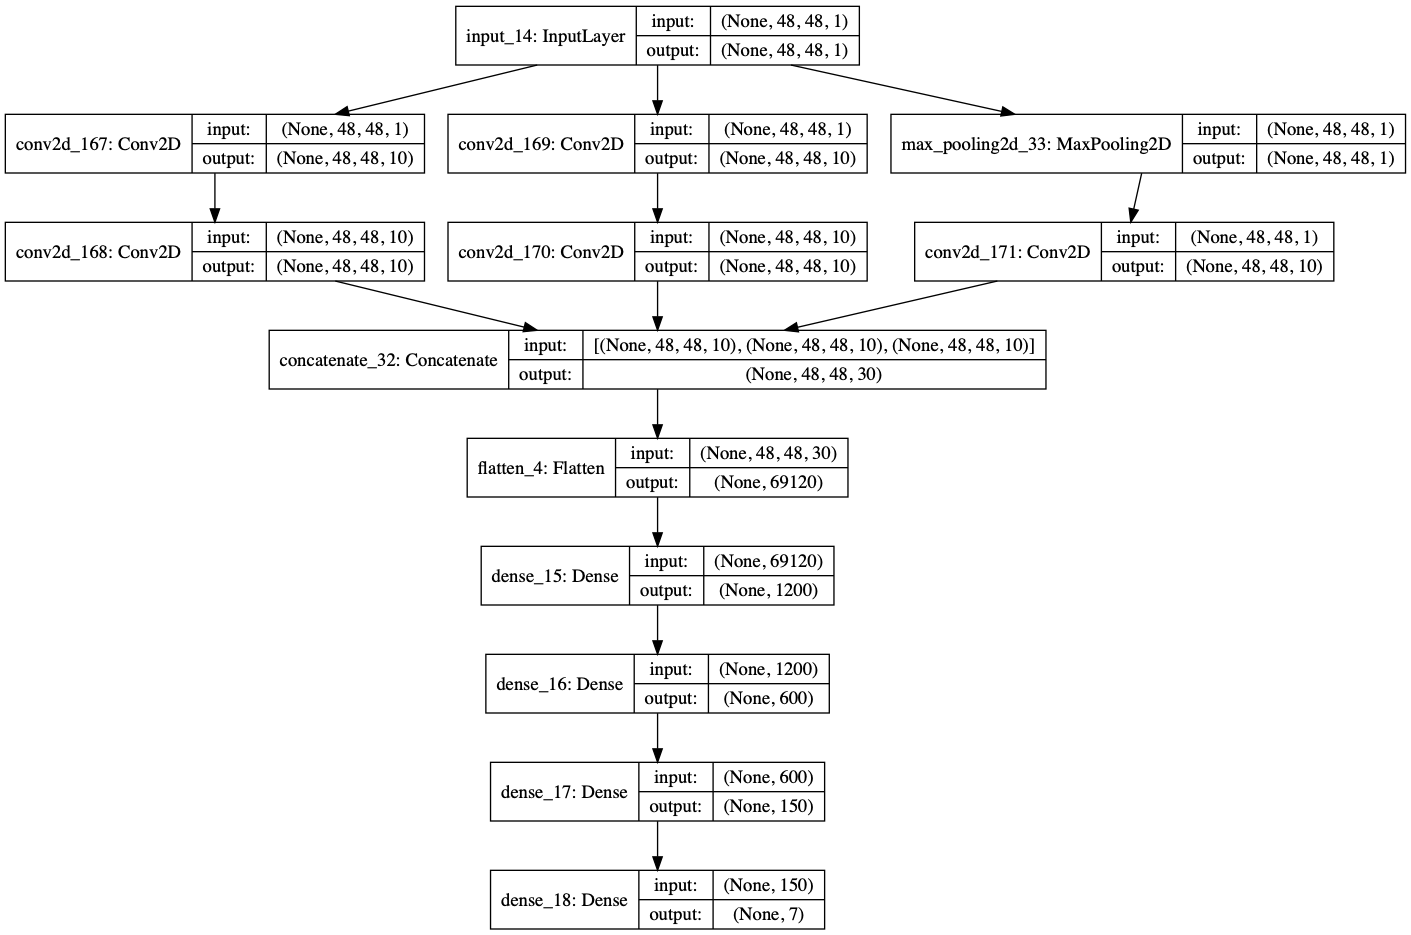 input_14: InputLayer
input: (None, 48, 48, 1)
output: (None, 48, 48, 1)
conv2d_167: Conv2D
input: (None, 48, 48, 1)
output: (None, 48, 48, 10)
conv2d_169: Conv2D
input: (None, 48, 48, 1)
output: (None, 48, 48, 10)
max_pooling2d_33: MaxPooling2D
input: (None, 48, 48, 1)
output: (None, 48, 48, 1)
conv2d_168: Conv2D
input: (None, 48, 48, 10)
output: (None, 48, 48, 10)
conv2d_170: Conv2D
input: (None, 48, 48, 10)
output: (None, 48, 48, 10)
conv2d_171: Conv2D
input: (None, 48, 48, 1)
output: (None, 48, 48, 10)
concatenate_32: Concatenate
input: [(None, 48, 48, 10), (None, 48, 48, 10), (None, 48, 48, 10)]
output: (None, 48, 48, 30)
flatten_4: Flatten
input: (None, 48, 48, 30)
output: (None, 69120)
dense_15: Dense
input: (None, 69120)
output: (None, 1200)
dense_16: Dense
input: (None, 1200)
output: (None, 600)
dense_17: Dense
input: (None, 600)
output: (None, 150)
dense_18: Dense
input: (None, 150)
output: (None, 7)